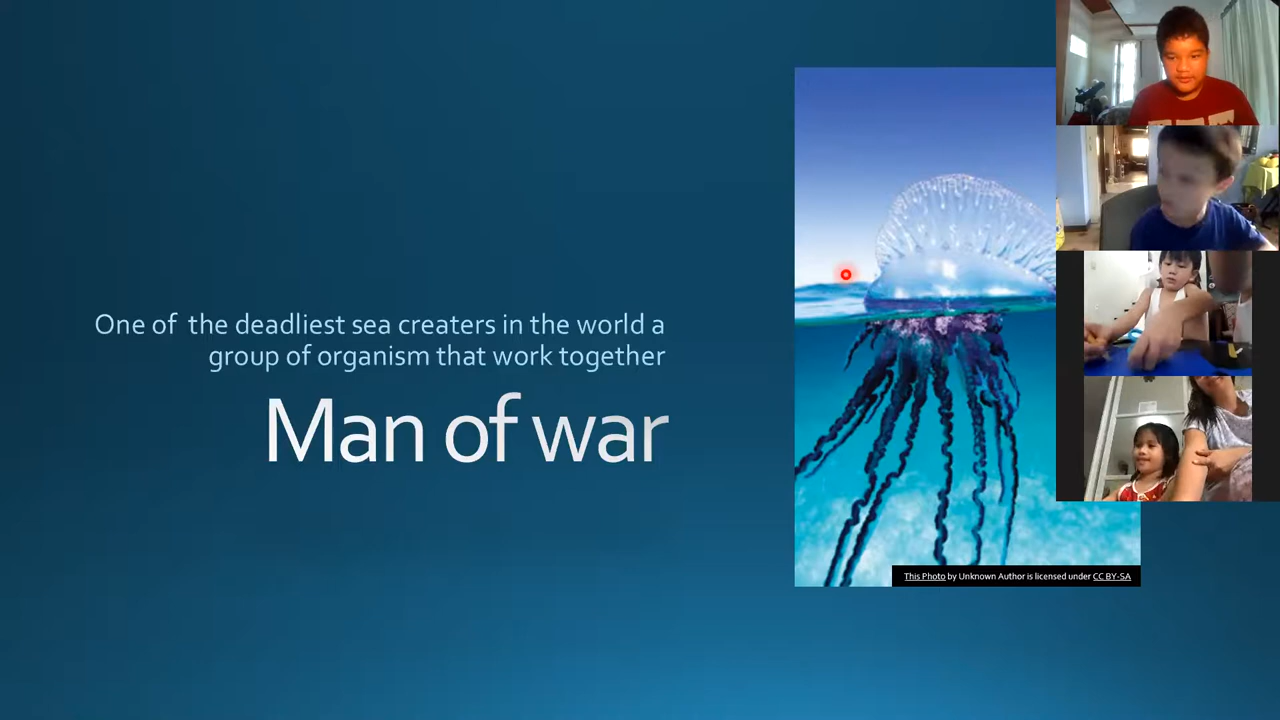 One of the deadliest sea creaters in the world a
group of organism that work together
Man of war
This Photo by Unknown Author is licensed under CC BY-SA